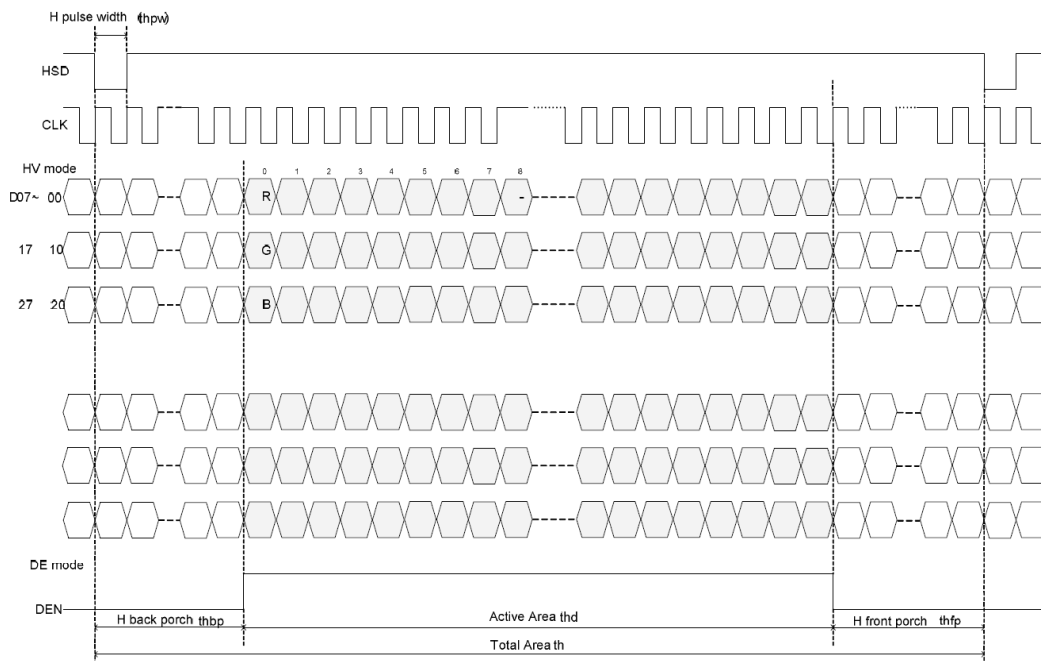 H pulse width (thpw)
HSD
CLK
HV mode
0 1 2 3 4 5 6 7 8
D07~ 00 R -
17 10 G
27 20 B
DE mode
DEN
H back porch thbp Active Area thd H front porch thfp
Total Area th